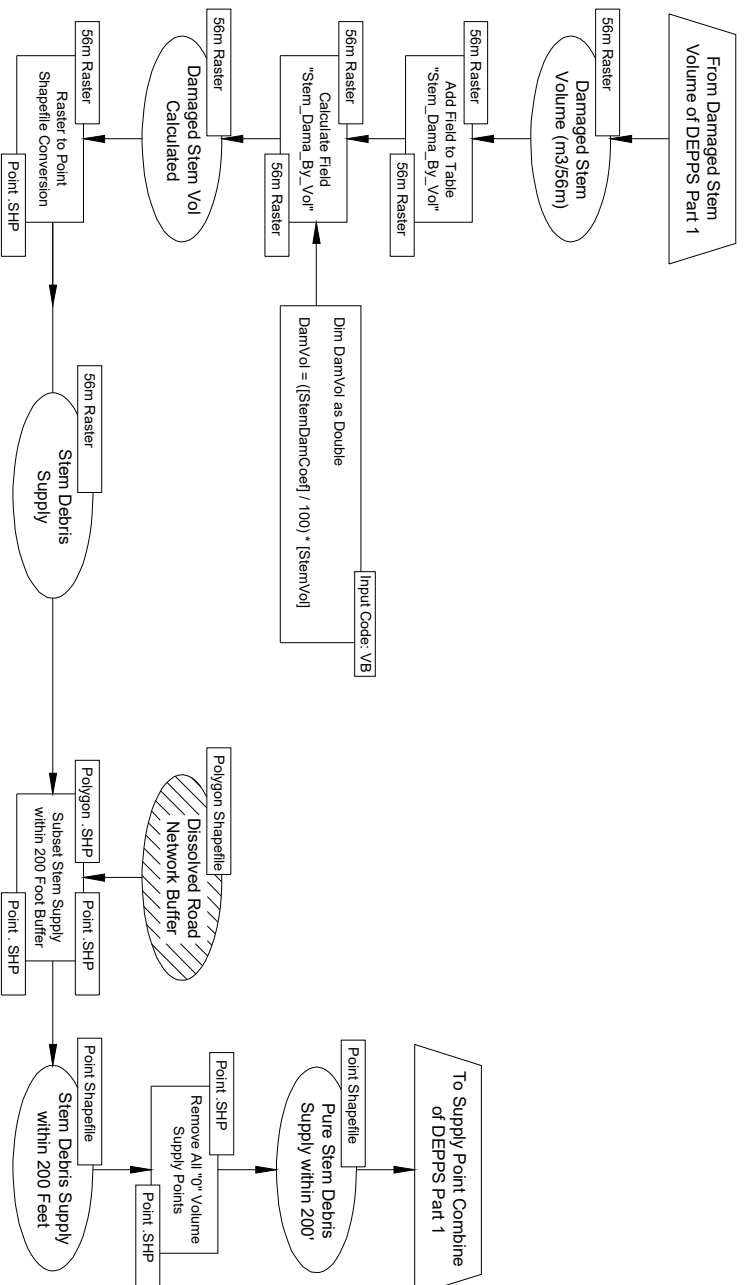 From Damaged Stem
Volume of DEPPS Part 1
56m Raster
Damaged Stem
Volume (m3/56m)
56m Raster
Add Field to Table
"Stem_Dama_By_Vol"
56m Raster
56m Raster
Calculate Field
"Stem_Dama_By_Vol"
56m Raster
Input Code: VB
Dim DamVol as Double
DamVol = ([StemDamCoef] / 100) * [StemVol]
56m Raster
Damaged Stem Vol
Calculated
56m Raster
Raster to Point
Shapefile Conversion
Point .SHP
56m Raster
Stem Debris
Supply
Polygon Shapefile
Dissolved Road
Network Buffer
Polygon .SHP
Point .SHP
Subset Stem Supply
within 200 Foot Buffer
Point . SHP
Point Shapefile
Stem Debris Supply
within 200 Feet
Point .SHP
Remove All "0" Volume
Supply Points
Point .SHP
Point Shapefile
Pure Stem Debris
Supply within 200'
To Supply Point Combine
of DEPPS Part 1